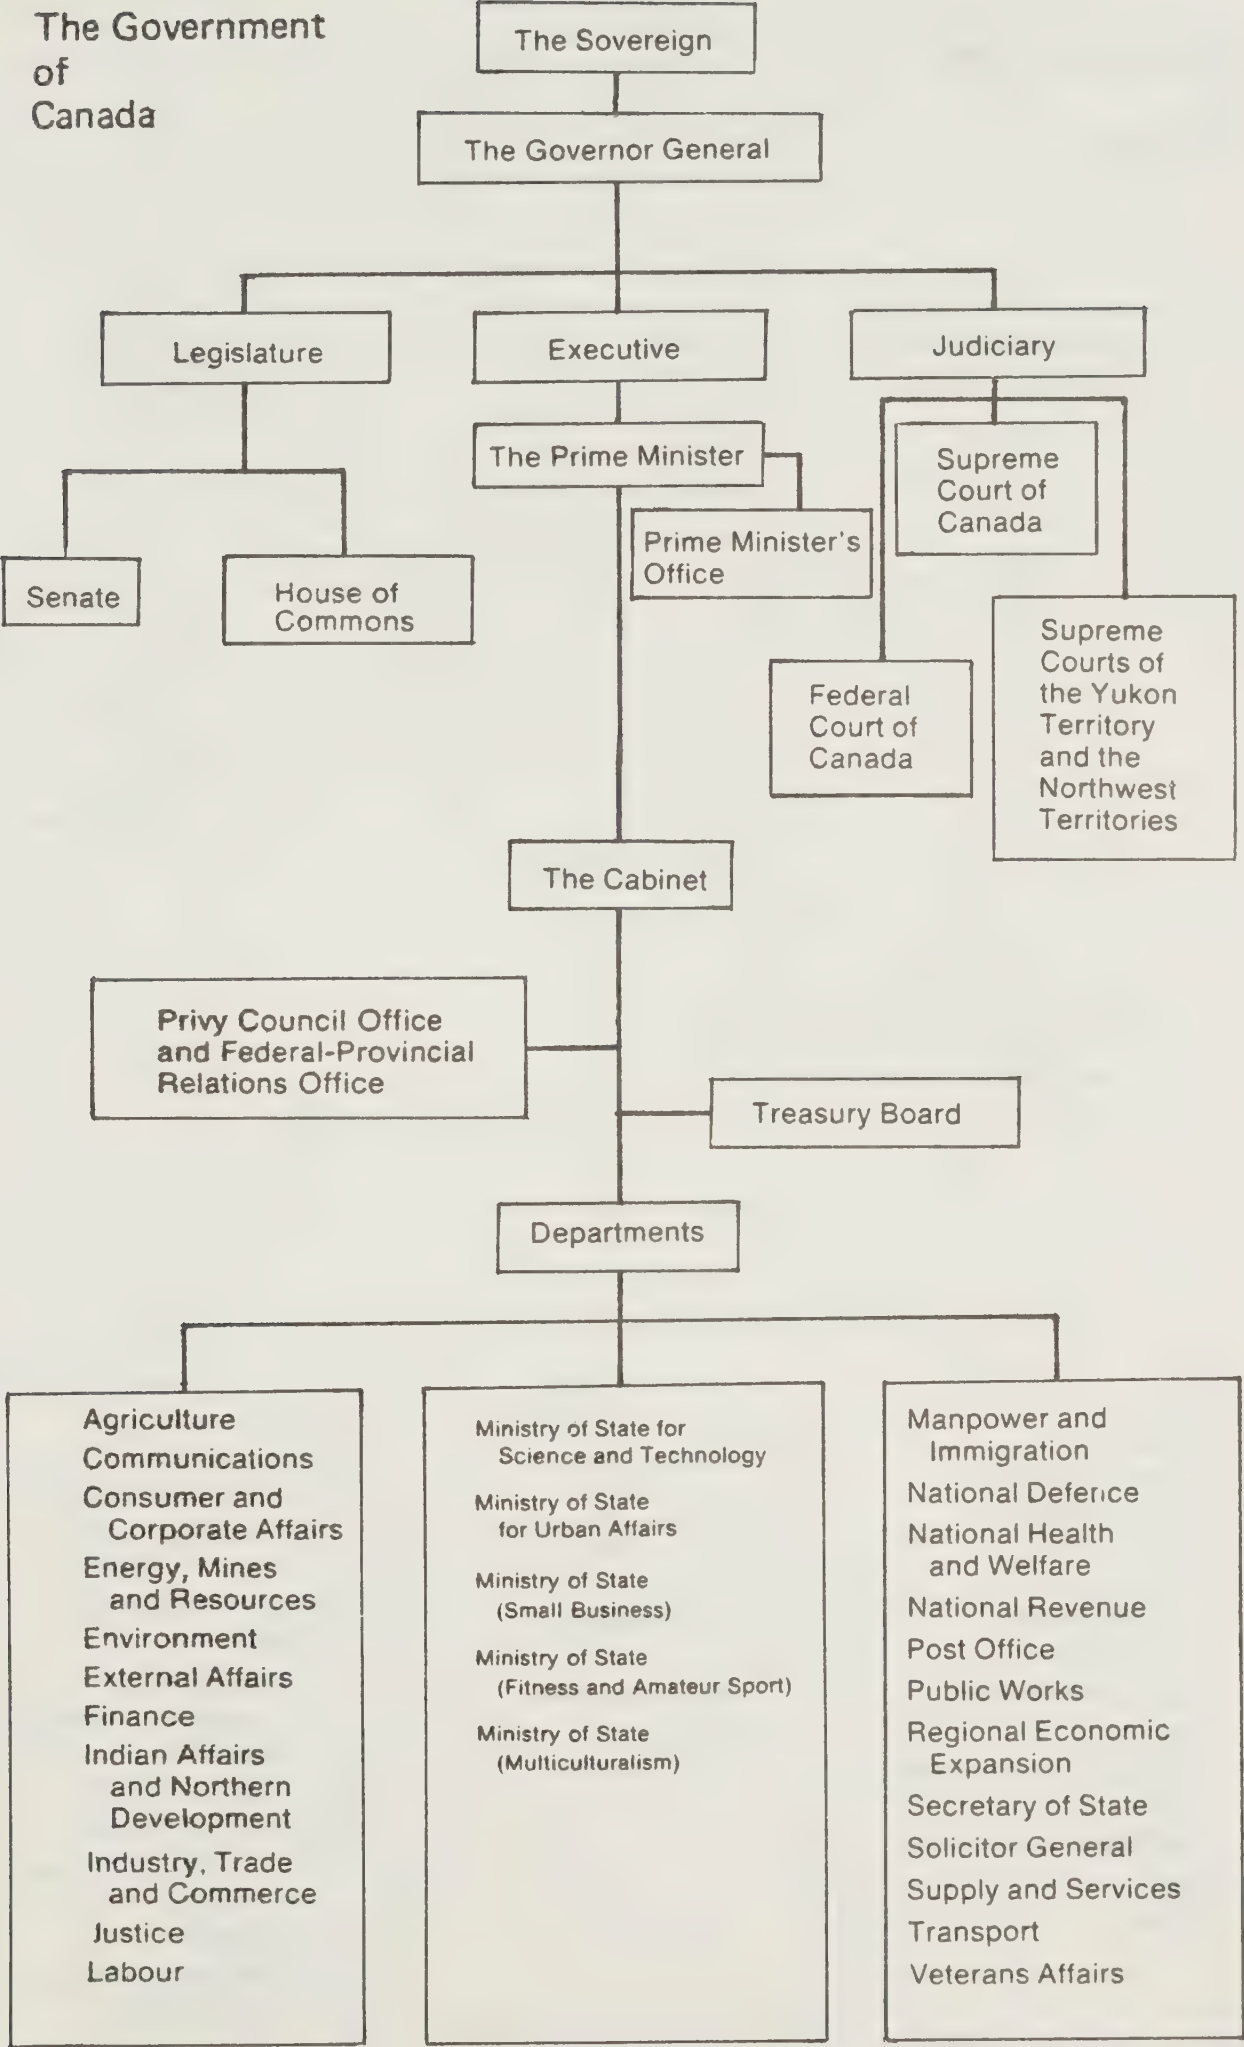 The Government
of
Canada
The Sovereign
The Governor General
Legislature
Executive
Judiciary
The Prime Minister
Prime Minister's
Office
Supreme
Court of
Canada
Senate
House of
Commons
Federal
Court of
Canada
Supreme
Courts of
the Yukon
Territory
and the
Northwest
Territories
The Cabinet
Privy Council Office
and Federal-Provincial
Relations Office
Treasury Board
Departments
Agriculture
Communications
Consumer and
Corporate Affairs
Energy, Mines
and Resources
Environment
External Affairs
Finance
Indian Affairs
and Northern
Development
Industry, Trade
and Commerce
Justice
Labour
Ministry of State for
Science and Technology
Ministry of State
for Urban Affairs
Ministry of State
(Small Business)
Ministry of State
(Fitness and Amateur Sport)
Ministry of State
(Multiculturalism)
Manpower and
Immigration
National Defence
National Health
and Welfare
National Revenue
Post Office
Public Works
Regional Economic
Expansion
Secretary of State
Solicitor General
Supply and Services
Transport
Veterans Affairs